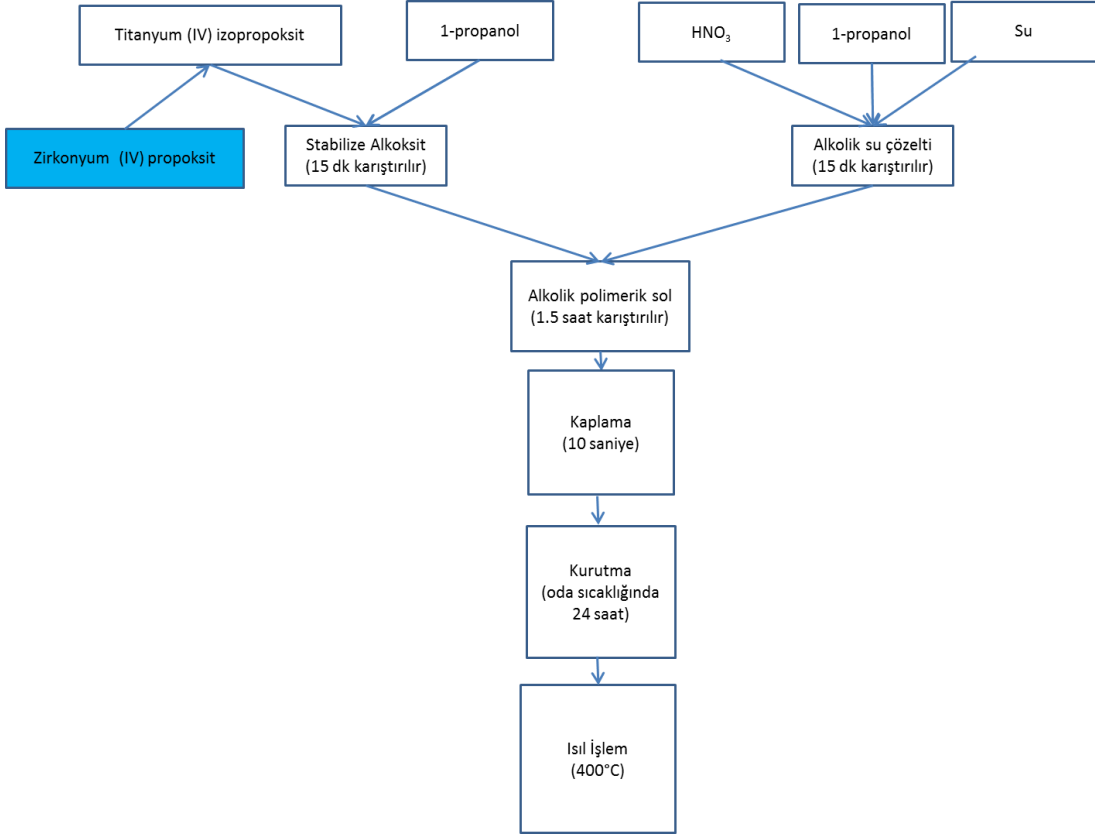 Titanyum (IV) izopropoksit
1-propanol
HNO₃
1-propanol
Su
Zirkonyum (IV) propoksit
Stabilize Alkoksit
(15 dk karıştırılır)
Alkolik su çözelti
(15 dk karıştırılır)
Alkolik polimerik sol
(1.5 saat karıştırılır)
Kaplama
(10 saniye)
Kurutma
(oda sıcaklığında
24 saat)
Isıl İşlem
(400°C)